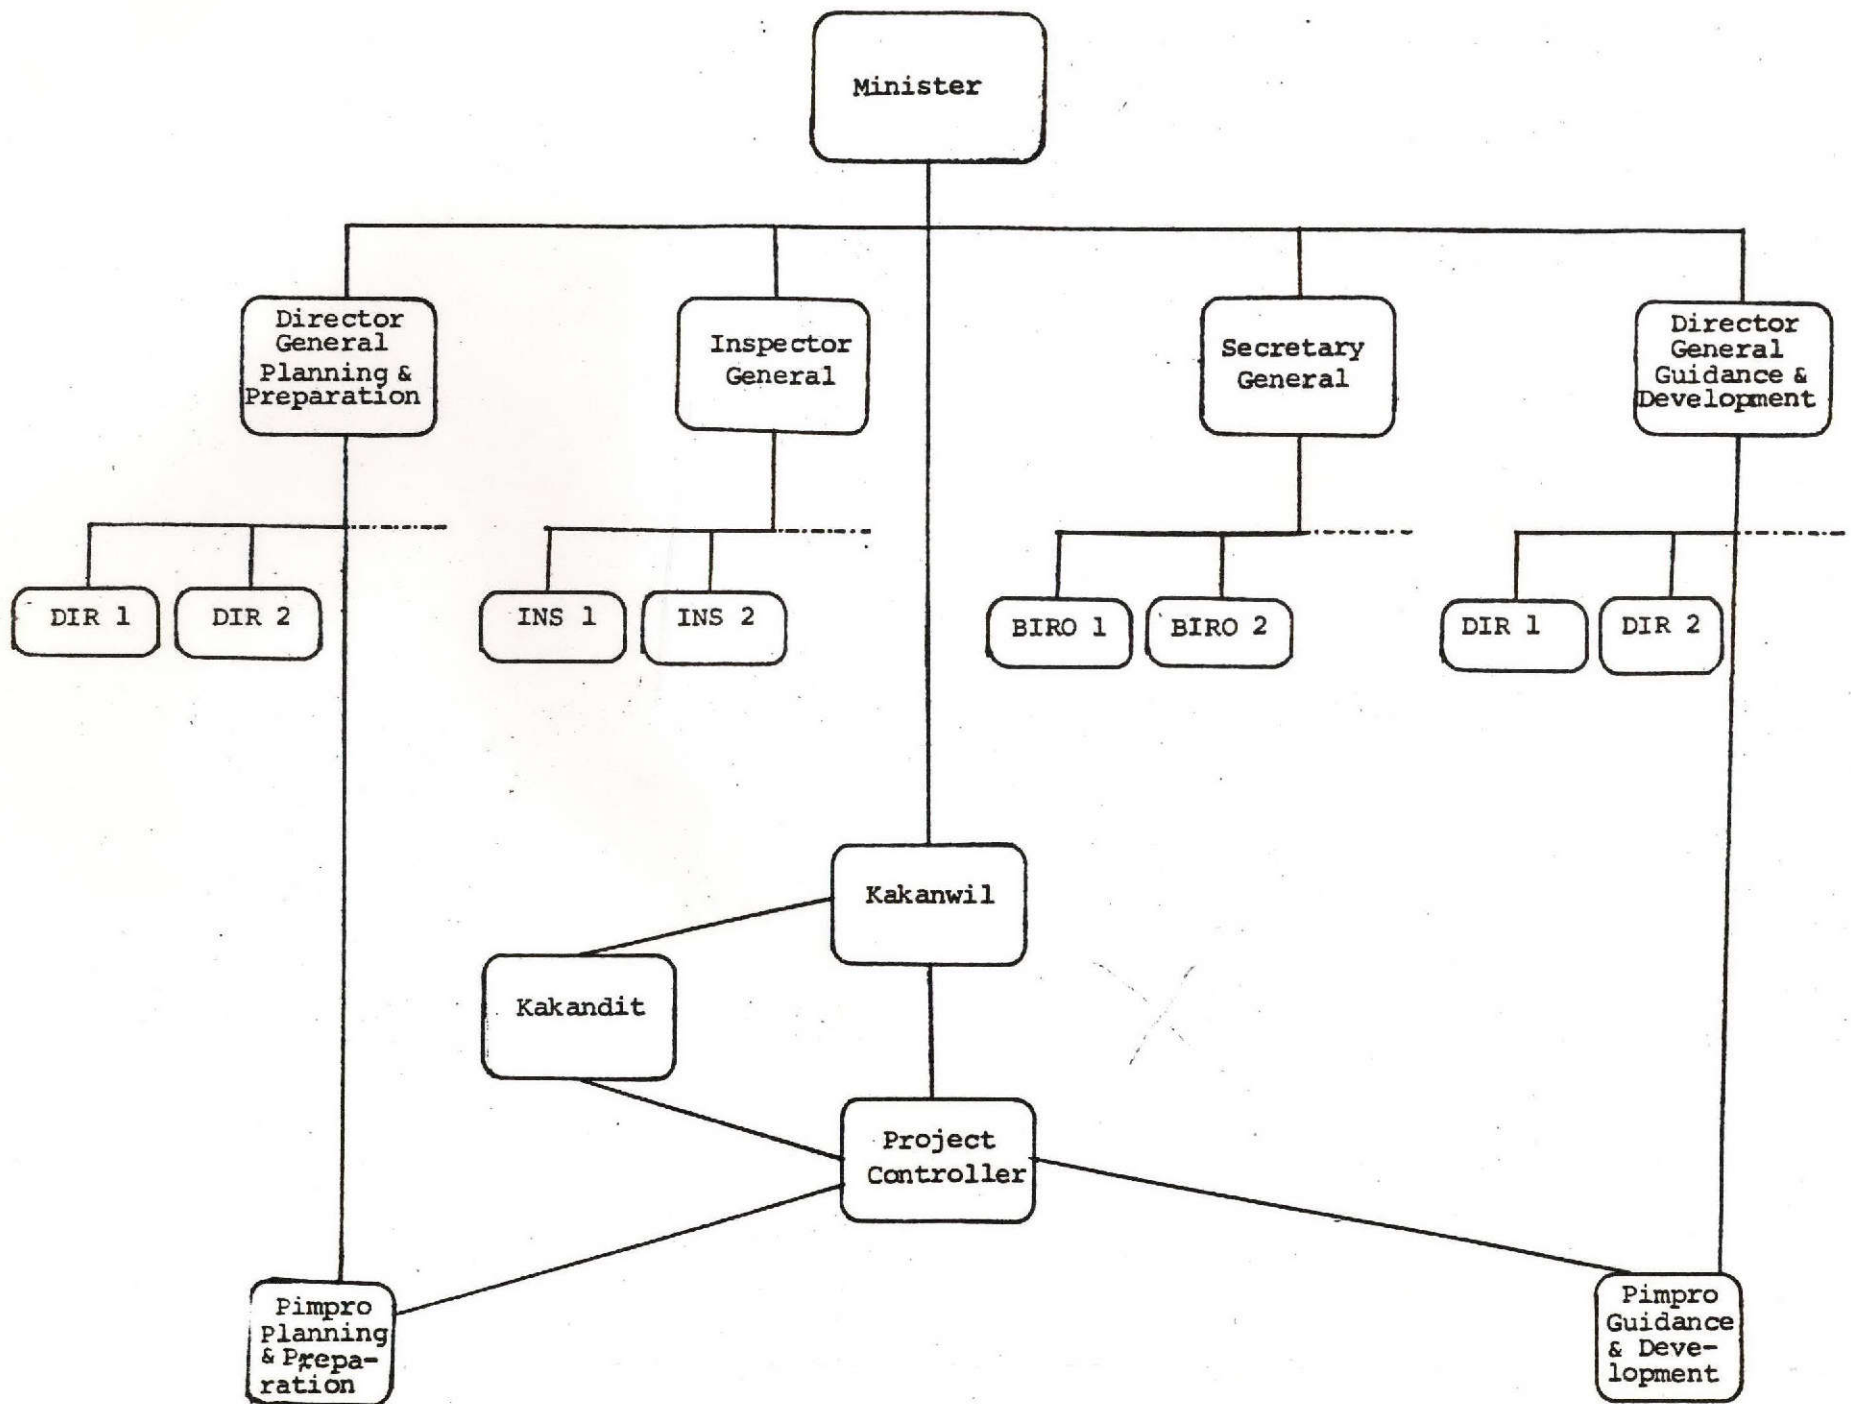 Minister
Director
General
Planning &
Preparation
Inspector
General
Secretary
General
Director
General
Guidance &
Development
DIR 1
DIR 2
INS 1
INS 2
BIRO 1
BIRO 2
DIR 1
DIR 2
Kakanwil
Kakandit
Project
Controller
Pimpro
Planning
& Prepa-
ration
Pimpro
Guidance
& Deve-
lopment